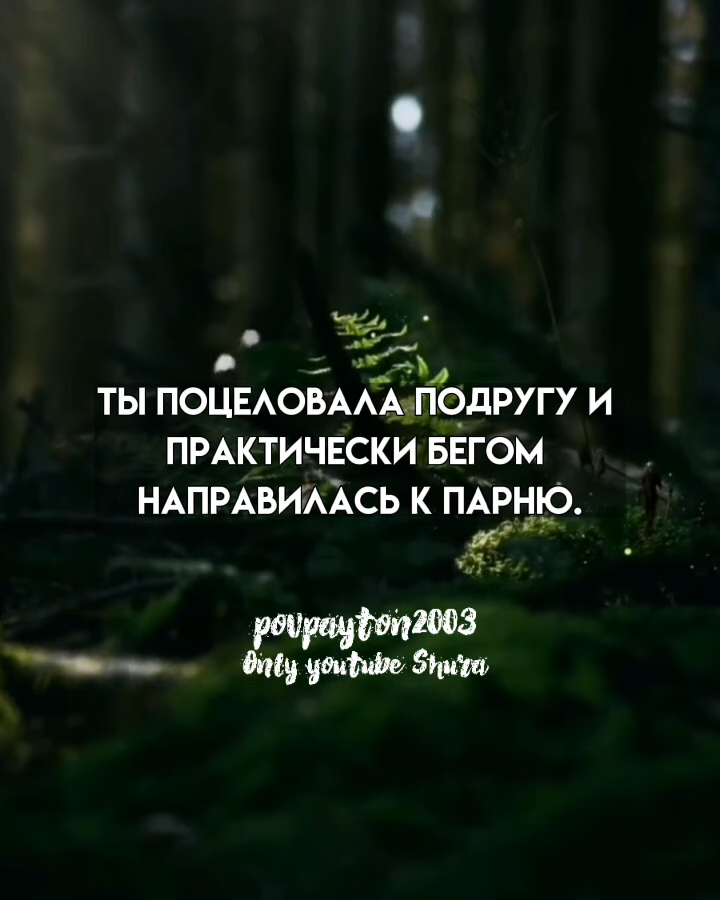 ТЫ ПОЦЕЛОВАЛА ПОДРУГУ И
ПРАКТИЧЕСКИ БЕГОМ
НАПРАВИЛАСЬ К ПАРНЮ.
povpayton2003
Only youtube Shura